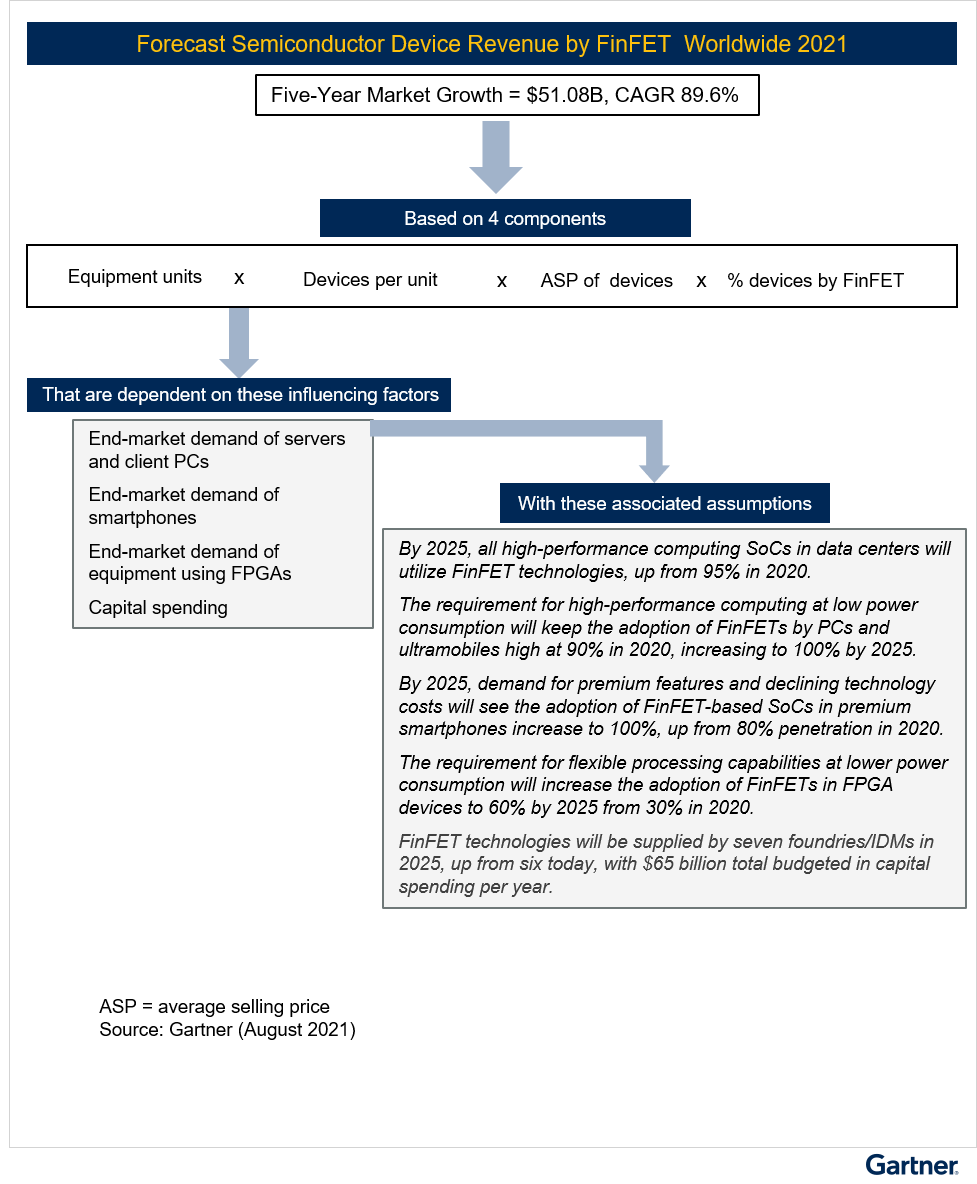 Forecast Semiconductor Device Revenue by FinFET Worldwide 2021
Five-Year Market Growth = $51.08B, CAGR 89.6%
Based on 4 components
Equipment units x Devices per unit x ASP of devices x % devices by FinFET
That are dependent on these influencing factors
End-market demand of servers
and client PCs
End-market demand of
smartphones
End-market demand of
equipment using FPGAs
Capital spending
With these associated assumptions
By 2025, all high-performance computing SoCs in data centers will
utilize FinFET technologies, up from 95% in 2020.
The requirement for high-performance computing at low power
consumption will keep the adoption of FinFETs by PCs and
ultramobiles high at 90% in 2020, increasing to 100% by 2025.
By 2025, demand for premium features and declining technology
costs will see the adoption of FinFET-based SoCs in premium
smartphones increase to 100%, up from 80% penetration in 2020.
The requirement for flexible processing capabilities at lower power
consumption will increase the adoption of FinFETs in FPGA
devices to 60% by 2025 from 30% in 2020.
FinFET technologies will be supplied by seven foundries/IDMs in
2025, up from six today, with $65 billion total budgeted in capital
spending per year.
ASP = average selling price
Source: Gartner (August 2021)
Gartner